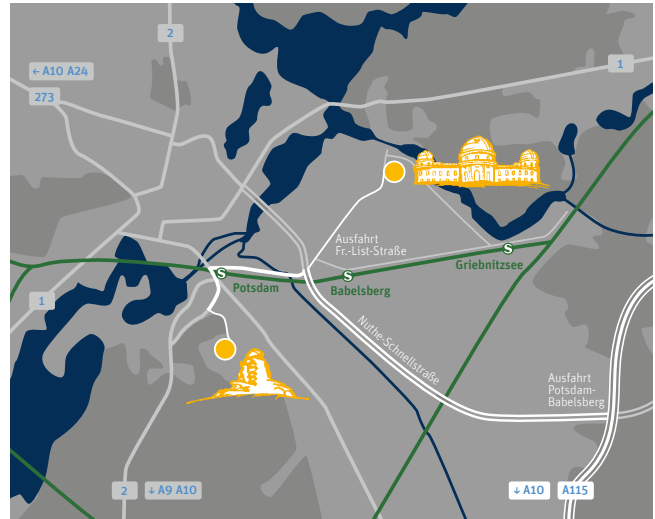 2
← A10 A24
1
273
Ausfahrt
Fr.-List-Straße
S
Griebnitzsee
S
Potsdam
S
Babelsberg
1
Nuthe-Schnellstraße
Ausfahrt
Potsdam-
Babelsberg
2
↓ A9 A10
↓ A10
A115